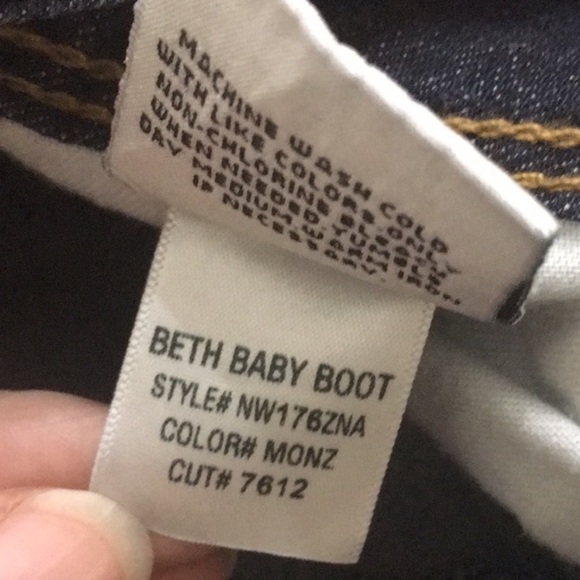 MACHINE WASH COLD
WITH LIKE COLORS. ONLY
NON-CHLORINE BLEACH
WHEN NEEDED. TUMBLE
DRY MEDIUM. WARM IRON
IF NECESSARY.
BETH BABY BOOT
STYLE# NW176ZNA
COLOR# MONZ
CUT# 7612